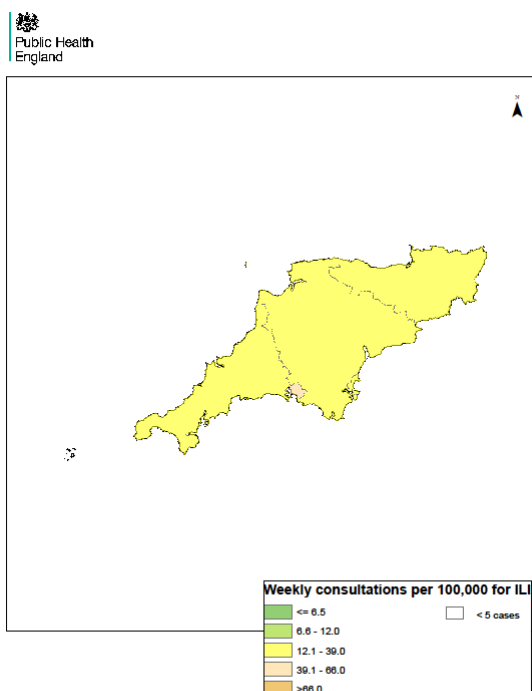 Public Health
England
N
Weekly consultations per 100,000 for ILI
<= 6.5
< 5 cases
6.6 - 12.0
12.1 - 39.0
39.1 - 66.0
>66.0